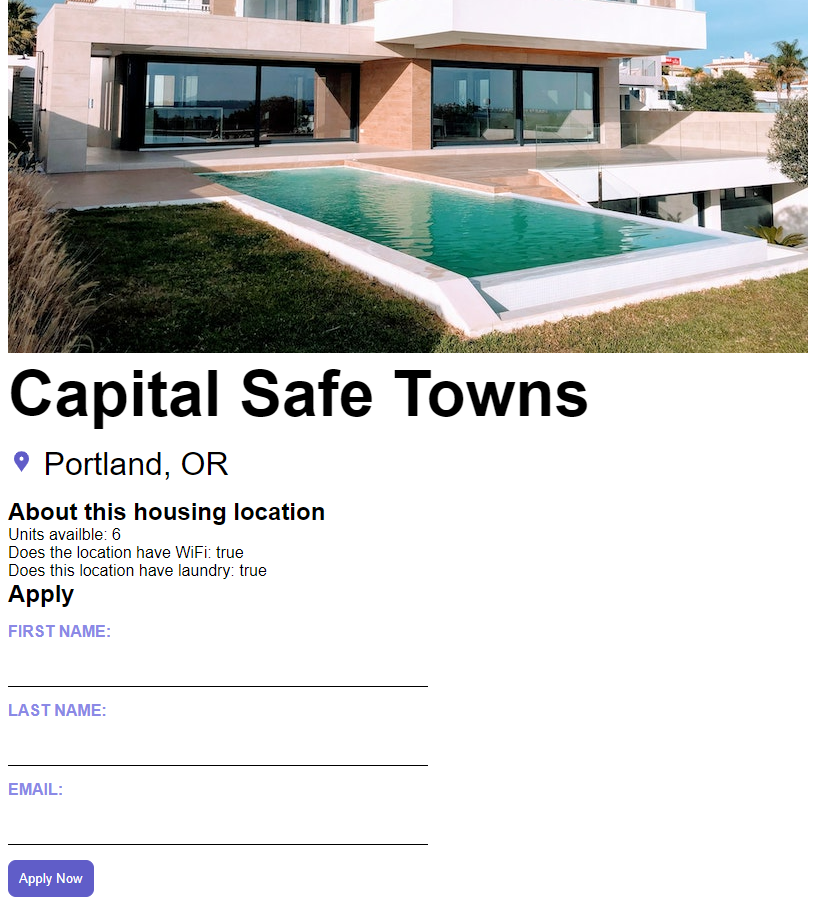 Capital Safe Towns
Portland, OR
About this housing location
Units availble: 6
Does the location have WiFi: true
Does this location have laundry: true
Apply
FIRST NAME:
LAST NAME:
EMAIL:
Apply Now